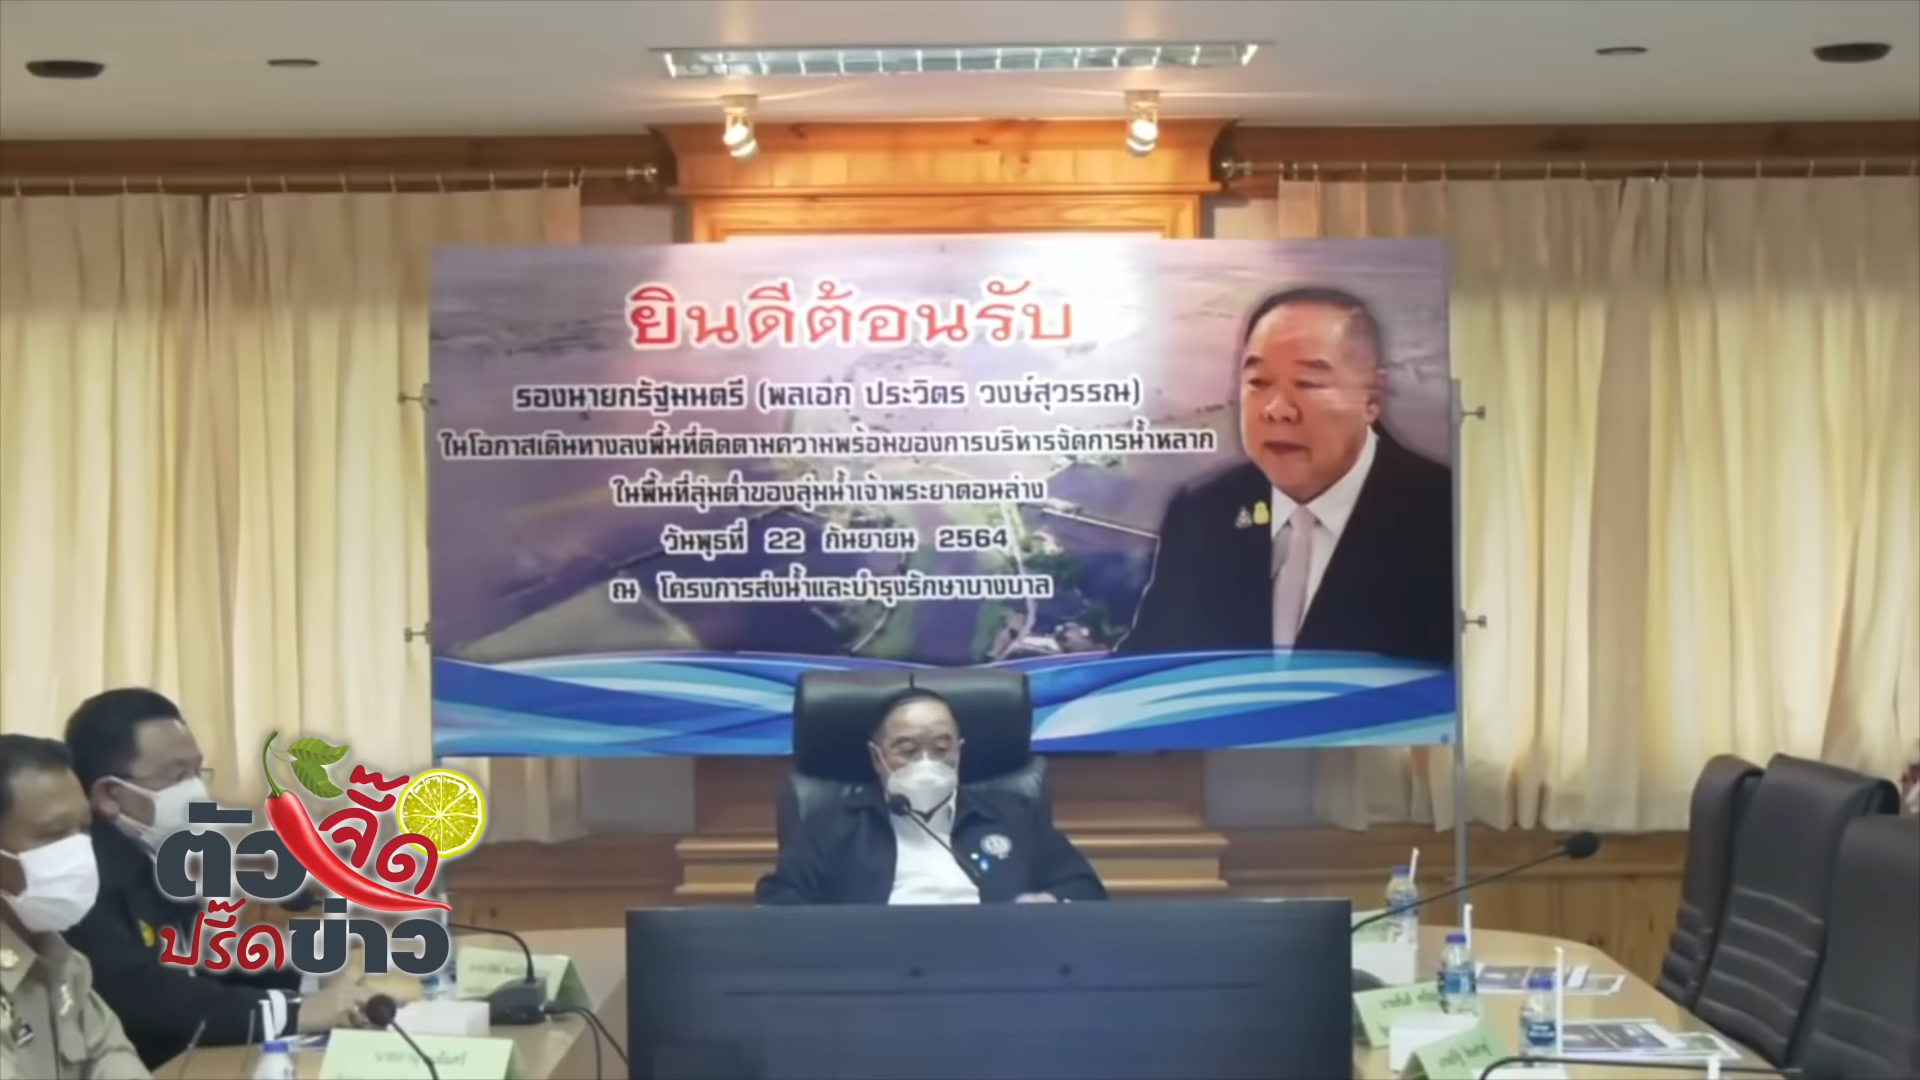 ยินดีต้อนรับ
รองนายกรัฐมนตรี (พลเอก ประวิตร วงษ์สุวรรณ)
ในโอกาสเดินทางลงพื้นที่ติดตามความพร้อมของการบริหารจัดการน้ำหลาก
ในพื้นที่ลุ่มต่ำของลุ่มน้ำเจ้าพระยาตอนล่าง
วันพุธที่ 22 กันยายน 2564
ณ โครงการส่งน้ำและบำรุงรักษาบางบาล
ตัวจี๊ด
ปรี๊ดข่าว